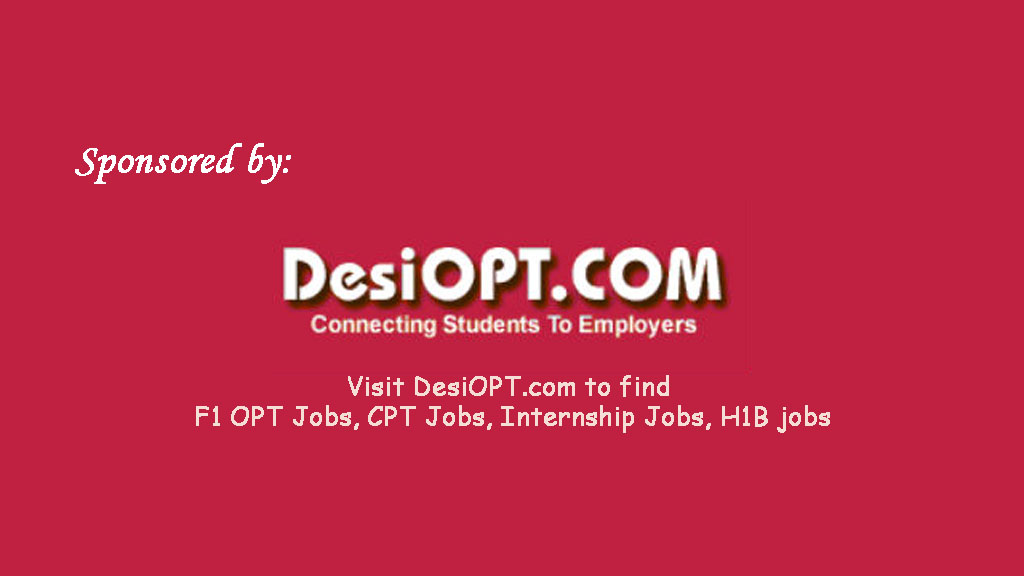 Sponsored by:
DesiOPT.COM
Connecting Students To Employers
Visit DesiOPT.com to find
F1 OPT Jobs, CPT Jobs, Internship Jobs, H1B jobs